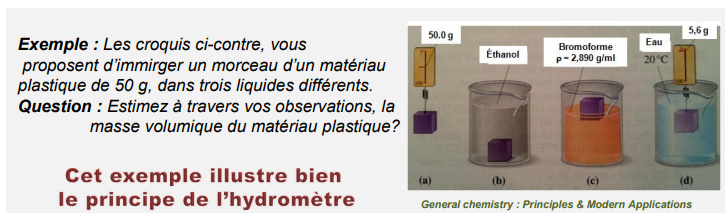 Exemple : Les croquis ci-contre, vous
proposent d’immirger un morceau d’un matériau
plastique de 50 g, dans trois liquides différents.
Question : Estimez à travers vos observations, la
masse volumique du matériau plastique?
Cet exemple illustre bien
le principe de l’hydromètre
50.0 g
Éthanol
Bromoforme
ρ = 2,890 g/ml
Eau
20 °C
5,6 g
(a)
(b)
(c)
(d)
General chemistry : Principles & Modern Applications